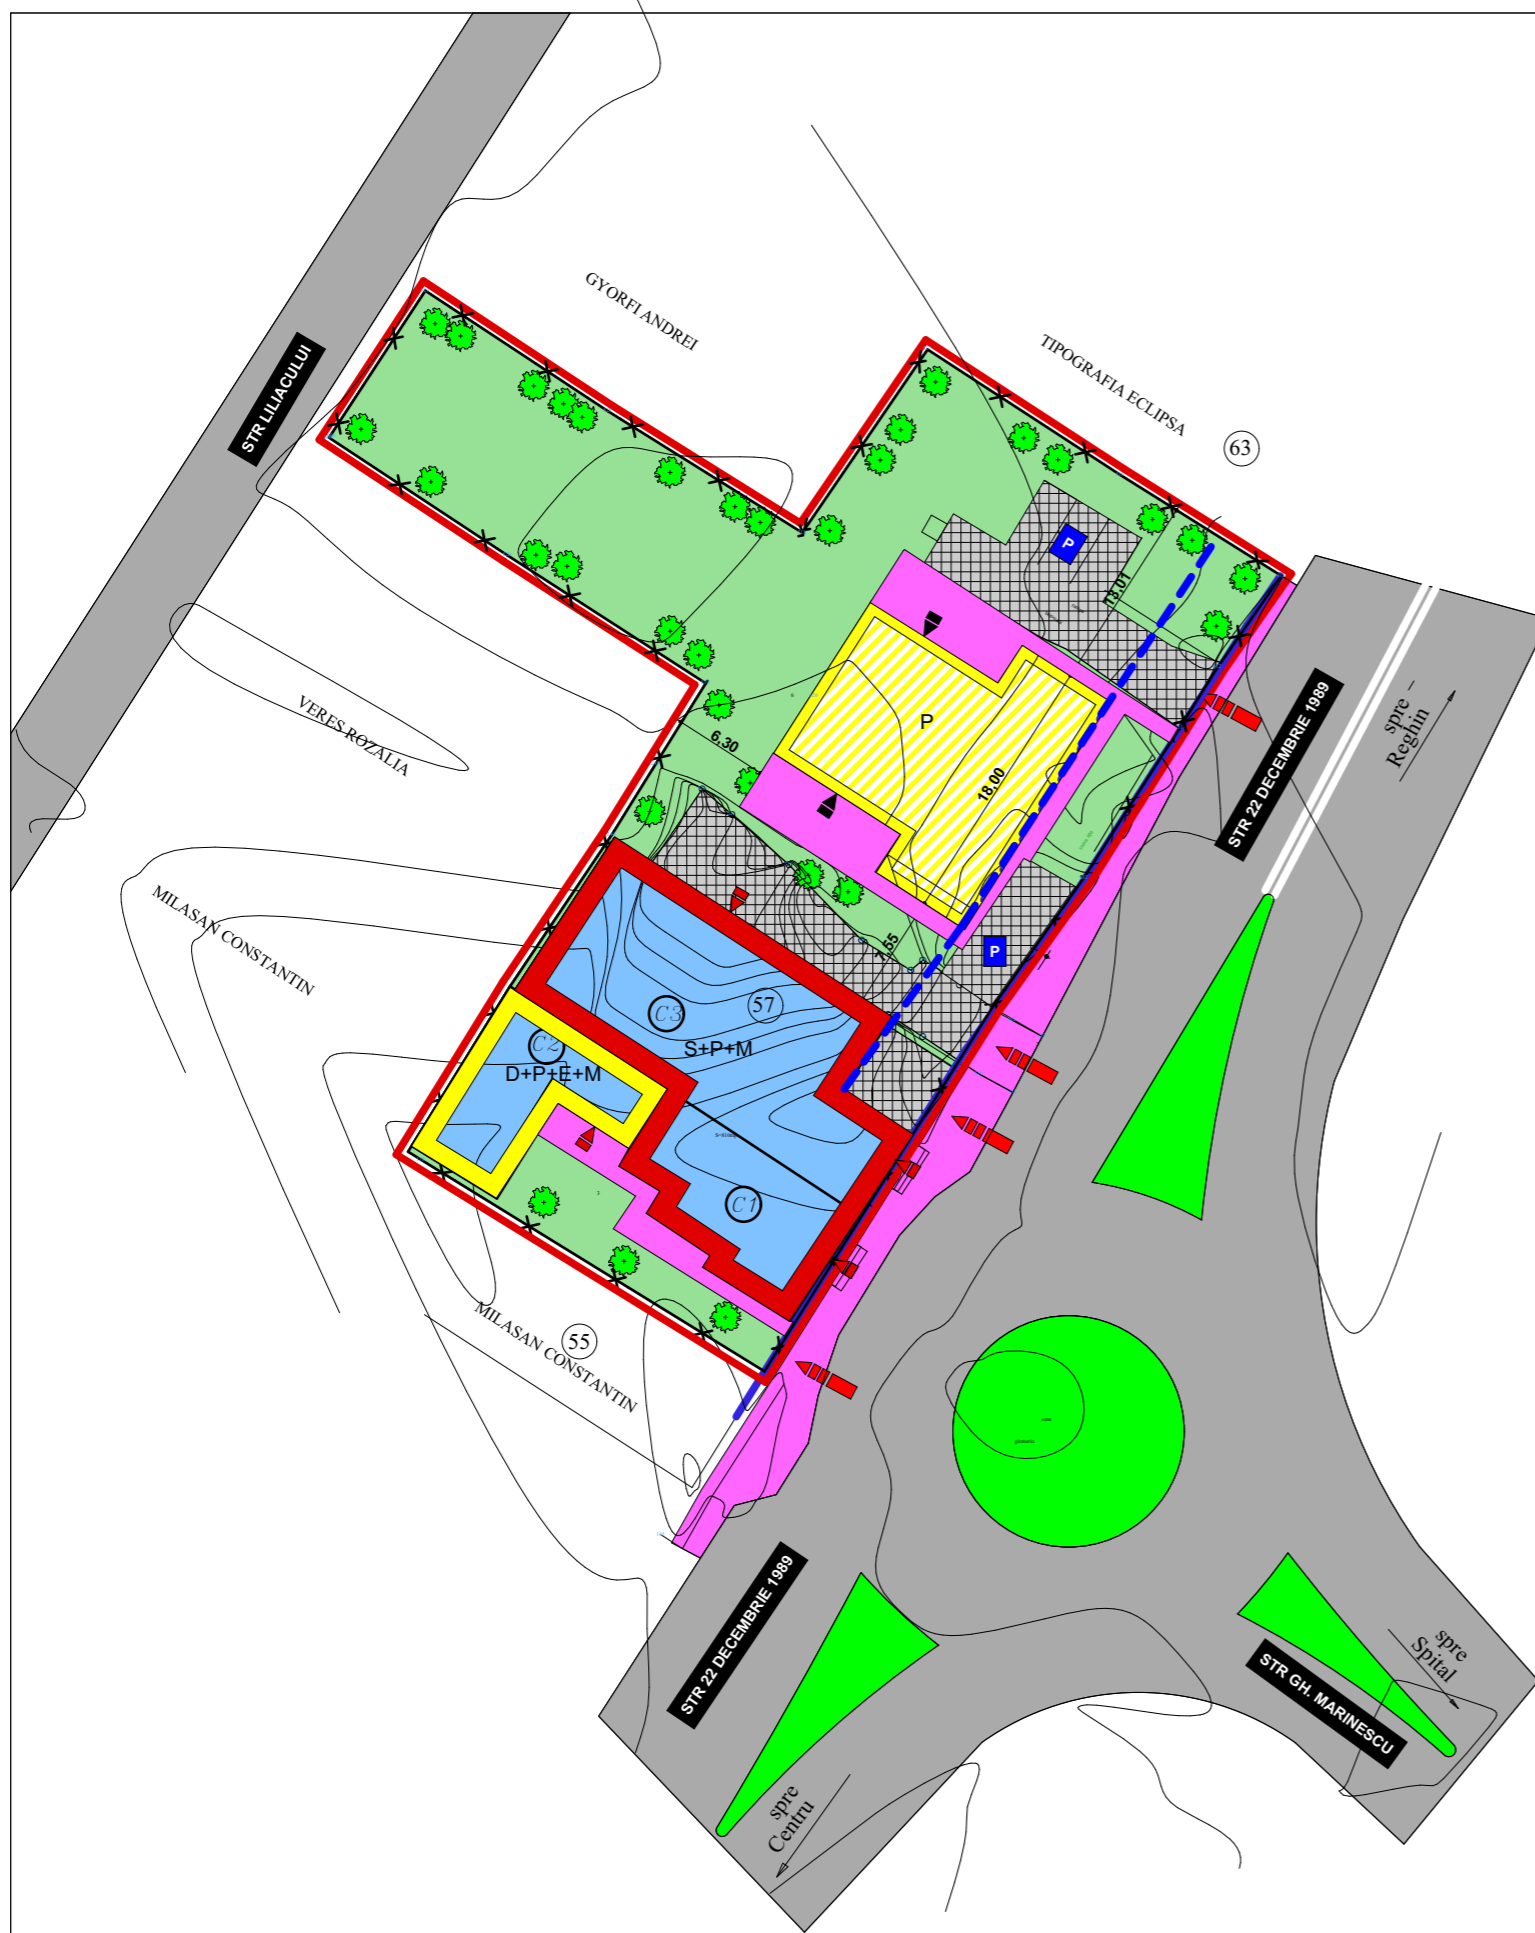 GYORFI ANDREI
TIPOGRAFIA ECLIPSA
63
STR LILIACULUI
P
13,01
VERES ROZALIA
6,30
P
18,00
STR 22 DECEMBRIE 1989
spre
Reghin
MILASAN CONSTANTIN
P
C3
57
S+P+M
C2
D+P+E+M
C1
MILASAN CONSTANTIN
55
STR 22 DECEMBRIE 1989
spre
Spital
STR GH. MARINESCU
spre
Centru